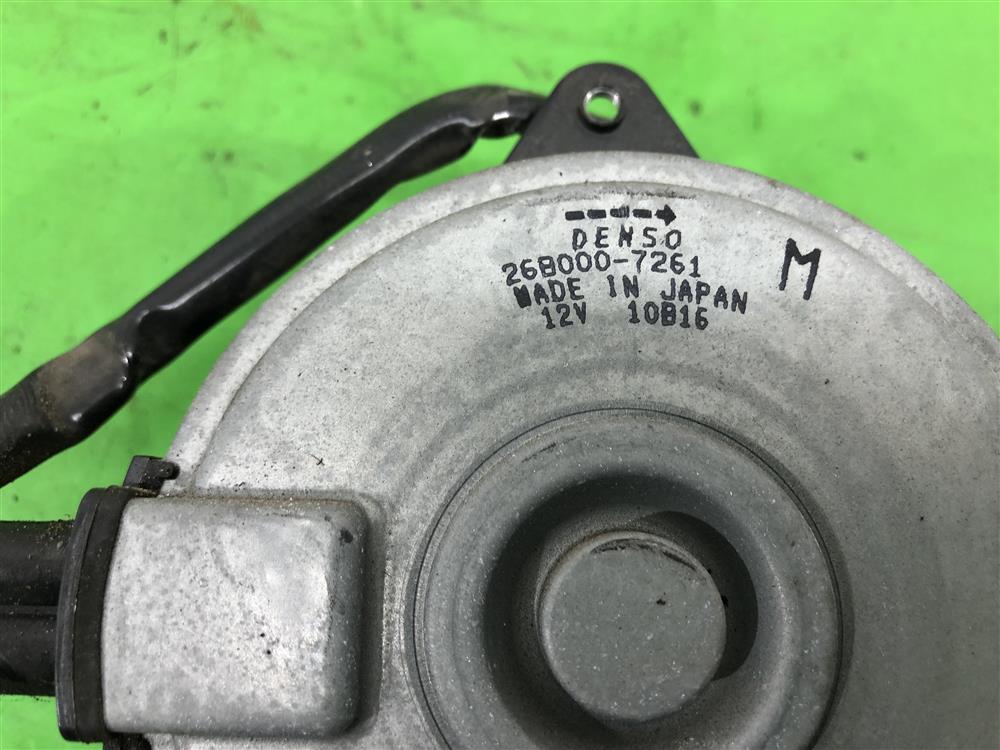 DENSO
268000-7261
MADE IN JAPAN
12V 10B16
M